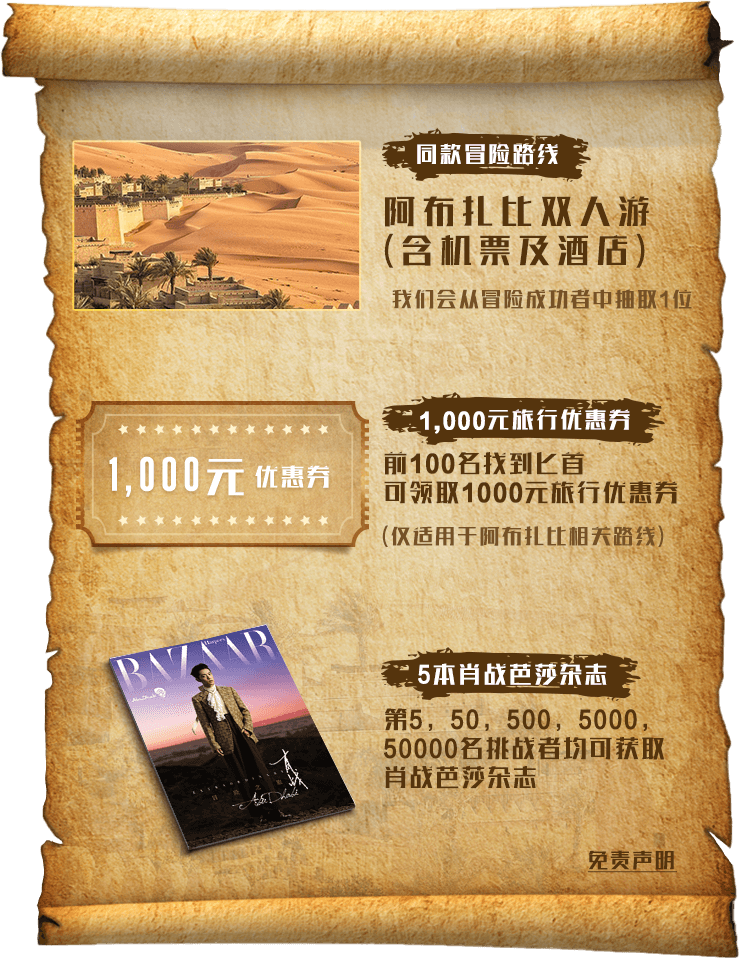 同款冒险路线
阿布扎比双人游
(含机票及酒店)
我们会从冒险成功者中抽取1位
1,000元 优惠券
1,000元旅行优惠券
前100名找到匕首
可领取1000元旅行优惠券
(仅适用于阿布扎比相关路线)
Harper's
BAZAAR
Abu Dhabi
肖战
5本肖战芭莎杂志
第5，50，500，5000，
50000名挑战者均可获取
肖战芭莎杂志
免责声明